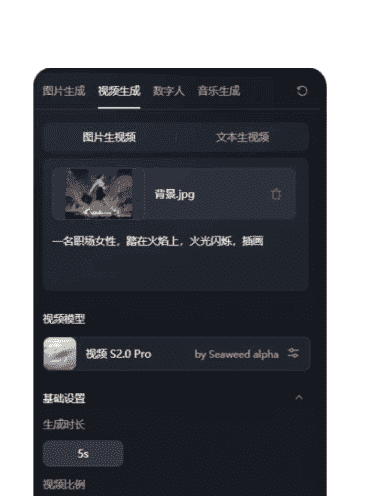 图片生成 视频生成 数字人 音乐生成
图片生视频 文本生视频
背景.jpg
一名职场女性，踏在火焰上，火光闪烁，插画
视频模型
视频 S2.0 Pro by Seaweed alpha
基础设置
生成时长
5s
视频比例